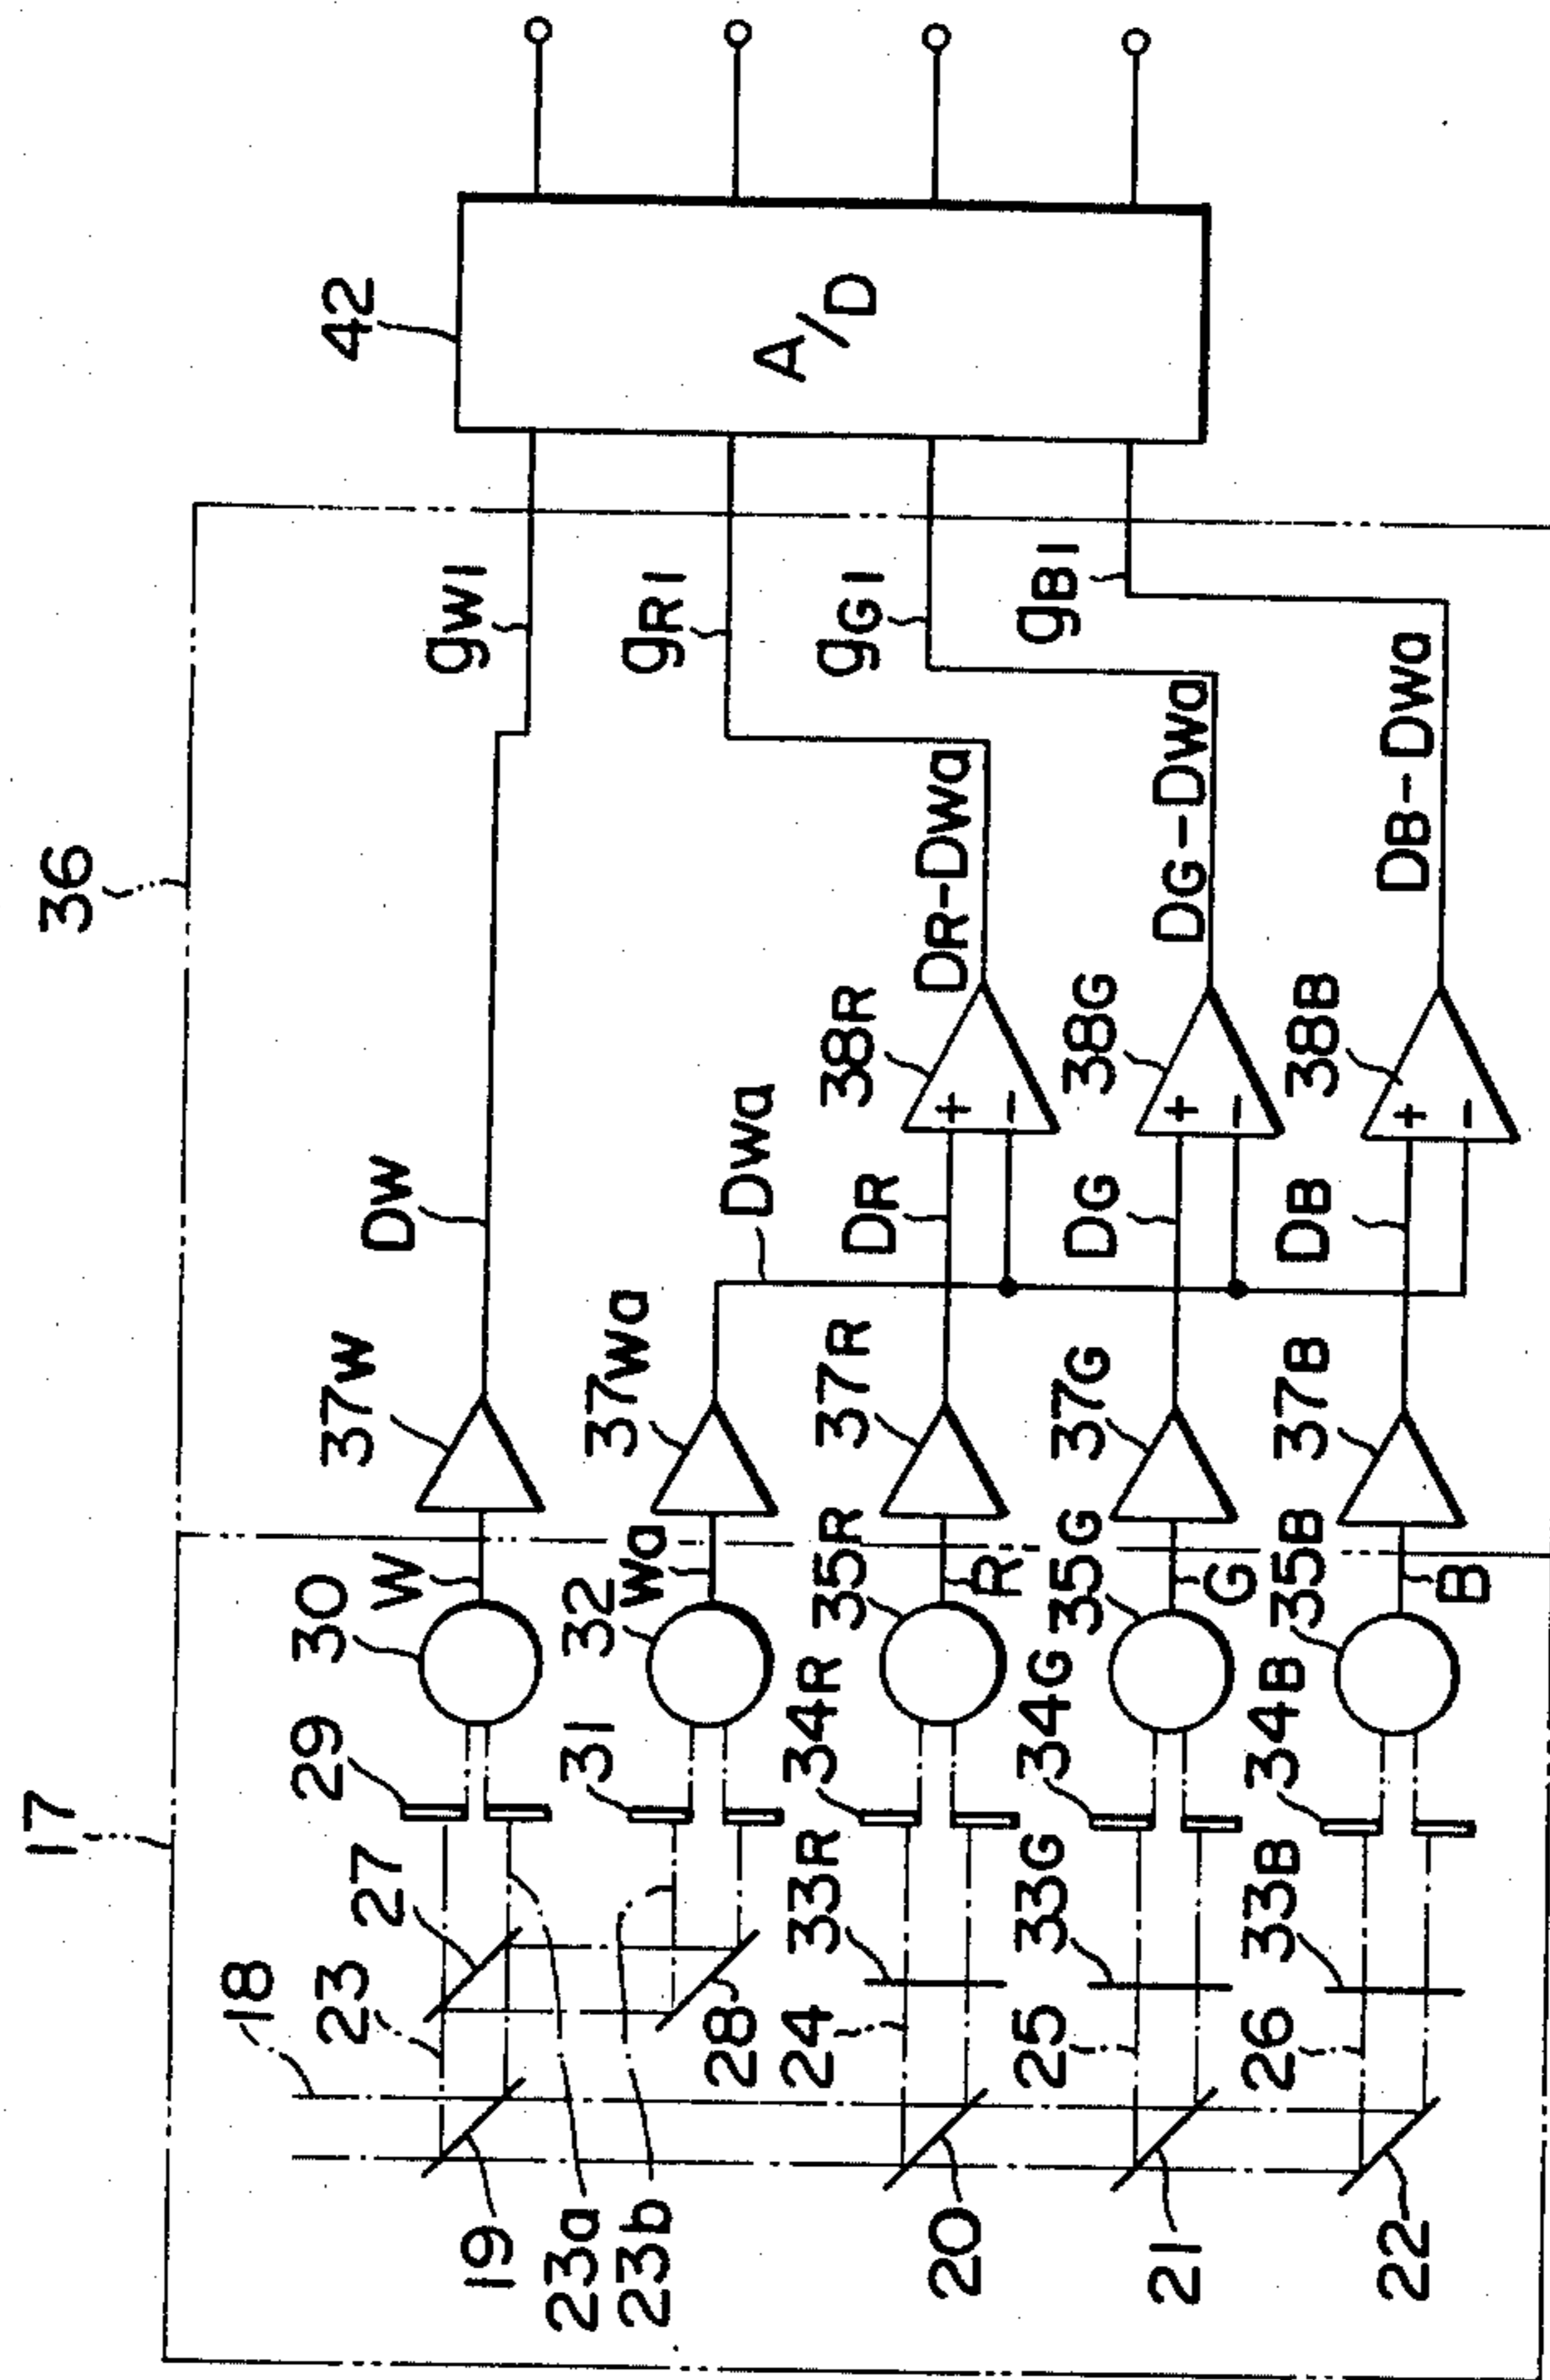 17
36
42
18
23
27
29
30
W
37W
DW
gW1
19
23a
23b
28
31
32
Wa
37Wa
DWa
gR1
A/D
20
24
33R
34R
35R
R
37R
DR
38R
+
-
DR-DWa
gG1
21
25
33G
34G
35G
G
37G
DG
38G
+
-
DG-DWa
gB1
22
26
33B
34B
35B
B
37B
DB
38B
+
-
DB-DWa